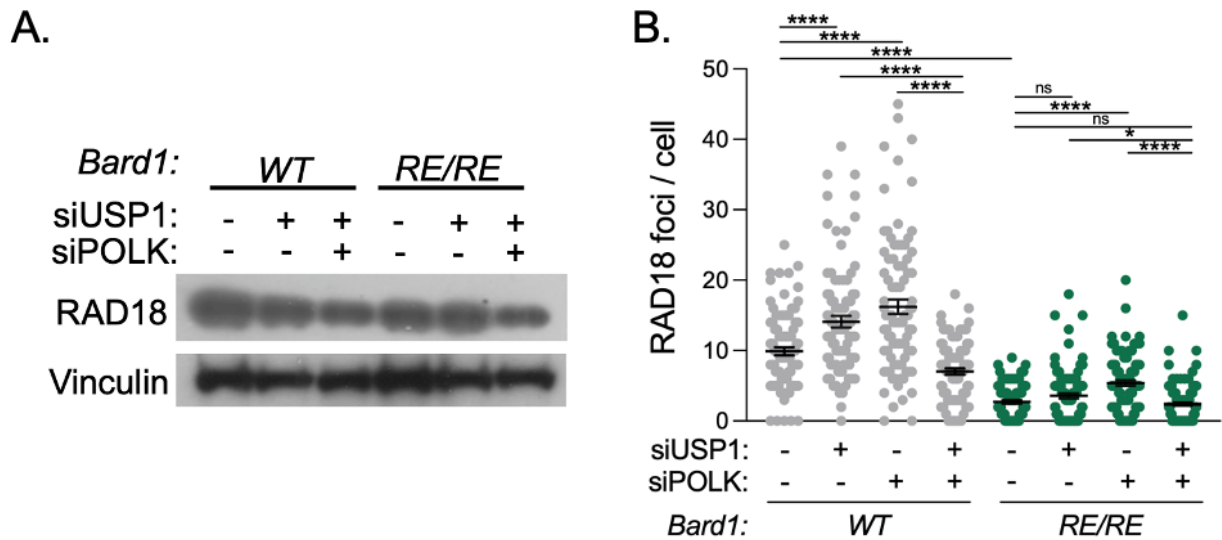 A.
Bard1: WT RE/RE
siUSP1: - + + - + +
siPOLK: - - + - - +
RAD18
Vinculin
B.
****
****
****
****
****
ns
****
ns
*
****
RAD18 foci / cell
50
40
30
20
10
0
siUSP1: - + - + - + - +
siPOLK: - - + + - - + +
Bard1: WT RE/RE